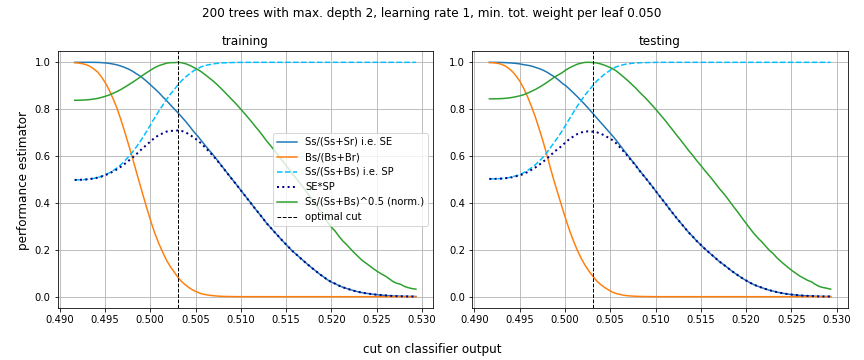 200 trees with max. depth 2, learning rate 1, min. tot. weight per leaf 0.050
training
testing
performance estimator
1.0
0.8
0.6
0.4
0.2
0.0
0.490
0.495
0.500
0.505
0.510
0.515
0.520
0.525
0.530
Ss/(Ss+Sr) i.e. SE
Bs/(Bs+Br)
Ss/(Ss+Bs) i.e. SP
SE*SP
Ss/(Ss+Bs)^0.5 (norm.)
optimal cut
1.0
0.8
0.6
0.4
0.2
0.0
0.490
0.495
0.500
0.505
0.510
0.515
0.520
0.525
0.530
cut on classifier output